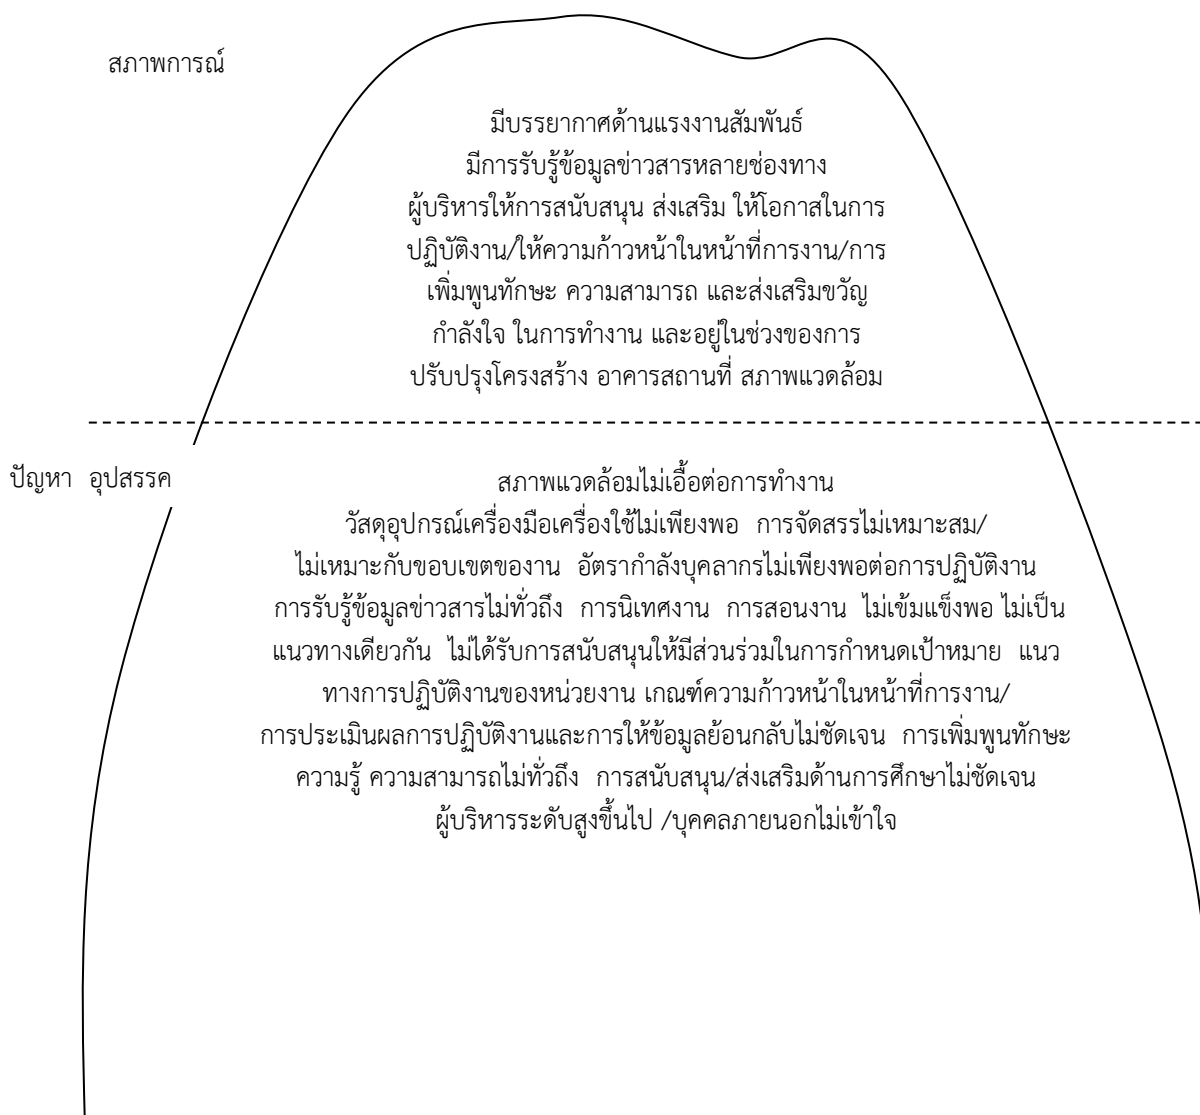 สภาพการณ์
มีบรรยากาศด้านแรงงานสัมพันธ์
มีการรับรู้ข้อมูลข่าวสารหลายช่องทาง
ผู้บริหารให้การสนับสนุน ส่งเสริม ให้โอกาสในการ
ปฏิบัติงาน/ให้ความก้าวหน้าในหน้าที่การงาน/การ
เพิ่มพูนทักษะ ความสามารถ และส่งเสริมขวัญ
กำลังใจ ในการทำงาน และอยู่ในช่วงของการ
ปรับปรุงโครงสร้าง อาคารสถานที่ สภาพแวดล้อม
ปัญหา อุปสรรค
สภาพแวดล้อมไม่เอื้อต่อการทำงาน
วัสดุอุปกรณ์เครื่องมือเครื่องใช้ไม่เพียงพอ การจัดสรรไม่เหมาะสม/
ไม่เหมาะกับขอบเขตของงาน อัตรากำลังบุคลากรไม่เพียงพอต่อการปฏิบัติงาน
การรับรู้ข้อมูลข่าวสารไม่ทั่วถึง การนิเทศงาน การสอนงาน ไม่เข้มแข็งพอ ไม่เป็น
แนวทางเดียวกัน ไม่ได้รับการสนับสนุนให้มีส่วนร่วมในการกำหนดเป้าหมาย แนว
ทางการปฏิบัติงานของหน่วยงาน เกณฑ์ความก้าวหน้าในหน้าที่การงาน/
การประเมินผลการปฏิบัติงานและการให้ข้อมูลย้อนกลับไม่ชัดเจน การเพิ่มพูนทักษะ
ความรู้ ความสามารถไม่ทั่วถึง การสนับสนุน/ส่งเสริมด้านการศึกษาไม่ชัดเจน
ผู้บริหารระดับสูงขึ้นไป /บุคคลภายนอกไม่เข้าใจ